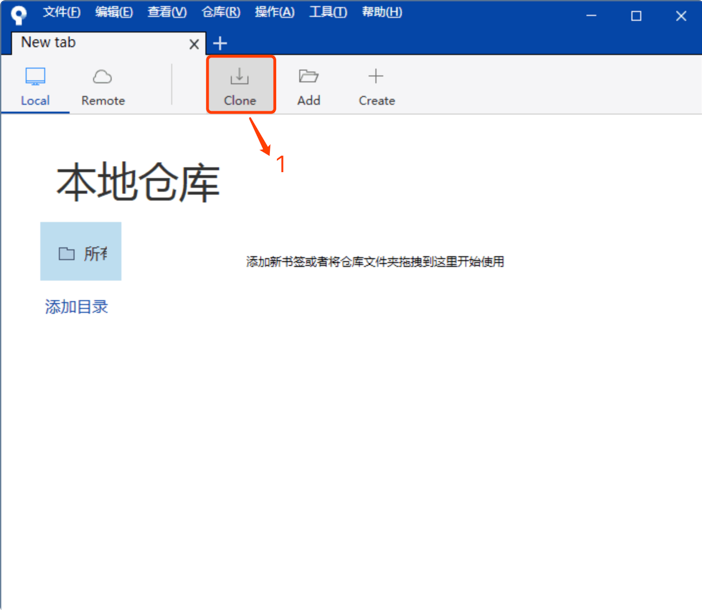 文件(F) 编辑(E) 查看(V) 仓库(R) 操作(A) 工具(T) 帮助(H)
New tab
Local Remote Clone Add Create
1
本地仓库
所有
添加新书签或者将仓库文件夹拖拽到这里开始使用
添加目录